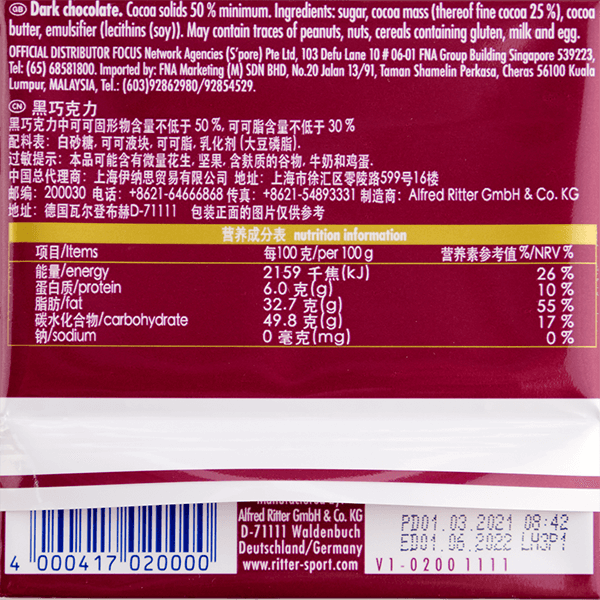 GB Dark chocolate. Cocoa solids 50 % minimum. Ingredients: sugar, cocoa mass (thereof fine cocoa 25 %), cocoa
butter, emulsifier (lecithins (soy)). May contain traces of peanuts, nuts, cereals containing gluten, milk and egg.
OFFICIAL DISTRIBUTOR FOCUS Network Agencies (S'pore) Pte Ltd, 103 Defu Lane 10 # 06-01 FNA Group Building Singapore 539223,
Tel: (65) 68581800. Imported by: FNA Marketing (M) SDN BHD, No.20 Jalan 13/91, Taman Shamelin Perkasa, Cheras 56100 Kuala
Lumpur, MALAYSIA, Tel.: (603)92862980/92854529.
CN 黑巧克力
黑巧克力中可可固形物含量不低于 50 %, 可可脂含量不低于 30 %
配料表: 白砂糖, 可可液块, 可可脂, 乳化剂 (大豆磷脂).
过敏提示: 本品可能含有微量花生, 坚果, 含麸质的谷物, 牛奶和鸡蛋.
中国总代理商: 上海伊纳思贸易有限公司 地址: 上海市徐汇区零陵路599号16楼
邮编: 200030 电话: +8621-64666868 传真: +8621-54893331 制造商: Alfred Ritter GmbH & Co. KG
地址: 德国瓦尔登布赫D-71111 包装正面的图片仅供参考
营养成分表 nutrition information
项目/Items 每100 克/per 100 g 营养素参考值 %/NRV %
能量/energy 2159 千焦(kJ) 26 %
蛋白质/protein 6.0 克(g) 10 %
脂肪/fat 32.7 克(g) 55 %
碳水化合物/carbohydrate 49.8 克(g) 17 %
钠/sodium 0 毫克(mg) 0 %
Alfred Ritter GmbH & Co. KG
D-71111 Waldenbuch
Deutschland/Germany
www.ritter-sport.com
4 000417 020000
PD01.03.2021 08:42
ED01.06.2022 LH3P1
V1-0200 1111